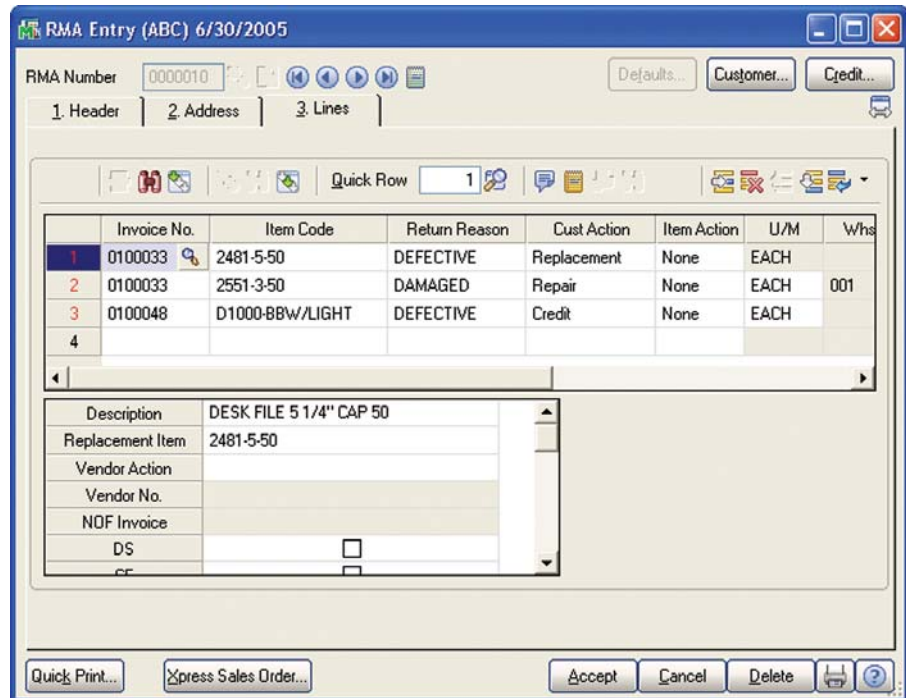 RMA Entry (ABC) 6/30/2005
RMA Number 0000010 Defaults... Customer... Credit...
1. Header 2. Address 3. Lines
Quick Row 1
Invoice No. Item Code Return Reason Cust Action Item Action U/M Whs
1 0100033 2481-5-50 DEFECTIVE Replacement None EACH
2 0100033 2551-3-50 DAMAGED Repair None EACH 001
3 0100048 D1000-BBW/LIGHT DEFECTIVE Credit None EACH
4
Description DESK FILE 5 1/4" CAP 50
Replacement Item 2481-5-50
Vendor Action
Vendor No.
NOF Invoice
DS
Quick Print... Xpress Sales Order... Accept Cancel Delete